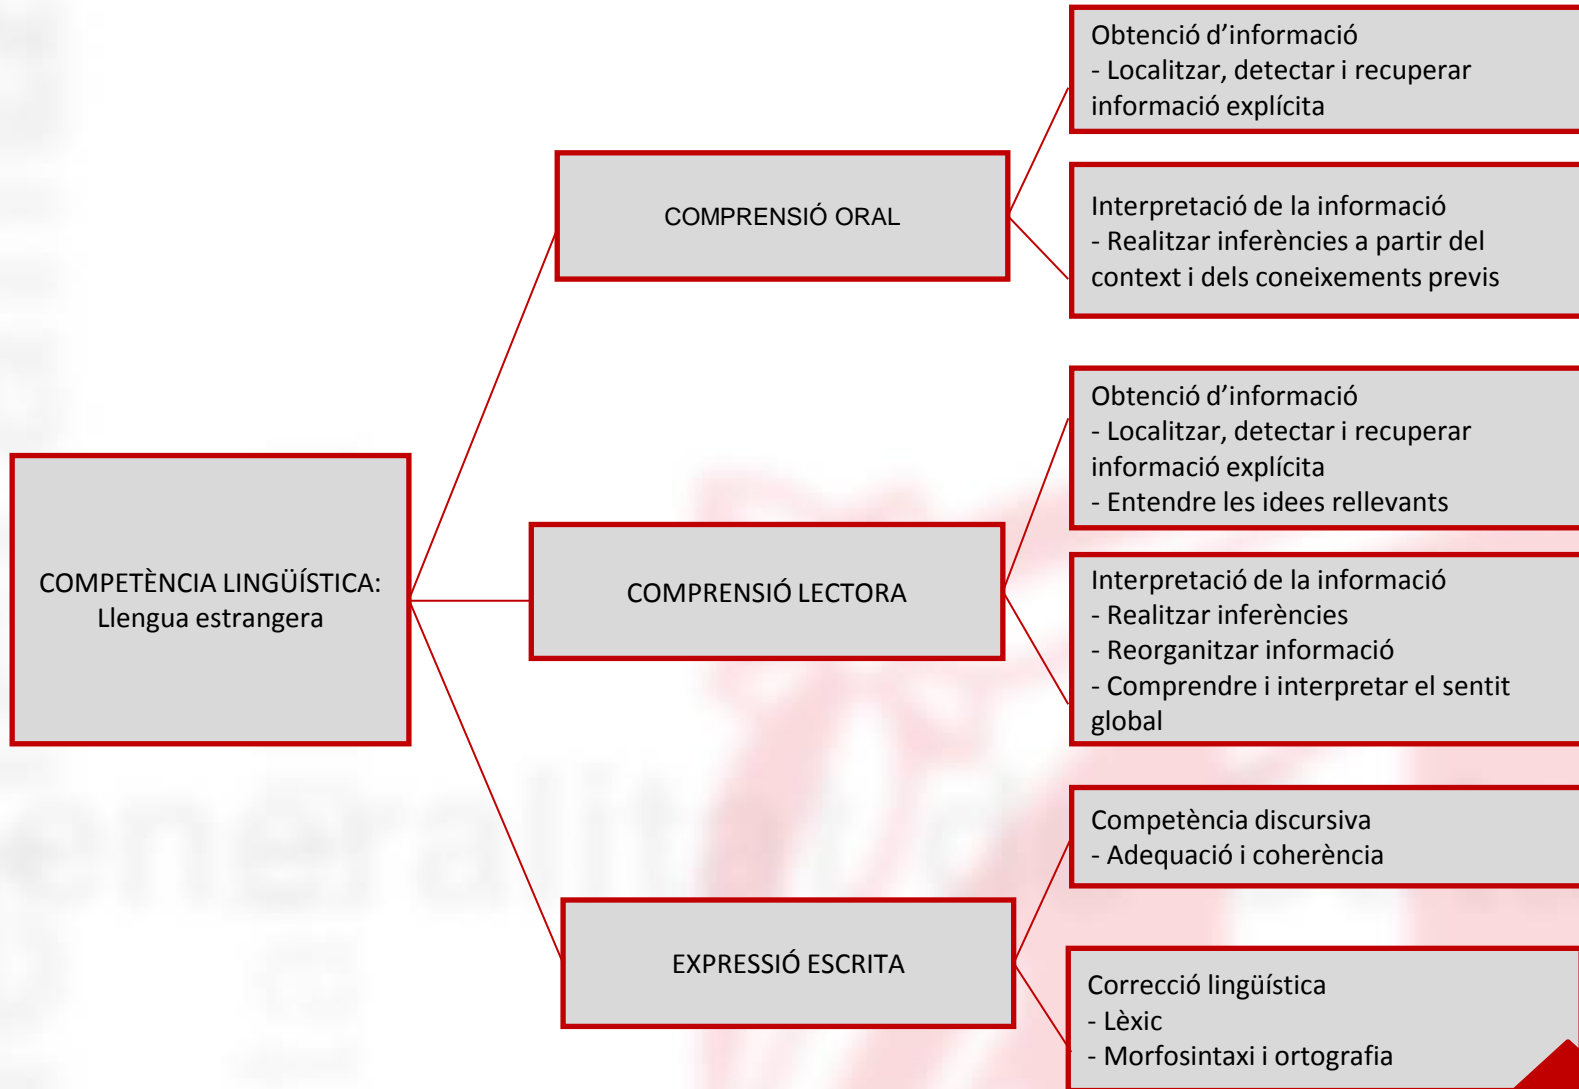 COMPETÈNCIA LINGÜÍSTICA:
Llengua estrangera
COMPRENSIÓ ORAL
Obtenció d’informació
- Localitzar, detectar i recuperar
informació explícita
Interpretació de la informació
- Realitzar inferències a partir del
context i dels coneixements previs
COMPRENSIÓ LECTORA
Obtenció d’informació
- Localitzar, detectar i recuperar
informació explícita
- Entendre les idees rellevants
Interpretació de la informació
- Realitzar inferències
- Reorganitzar informació
- Comprendre i interpretar el sentit
global
EXPRESSIÓ ESCRITA
Competència discursiva
- Adequació i coherència
Correcció lingüística
- Lèxic
- Morfosintaxi i ortografia